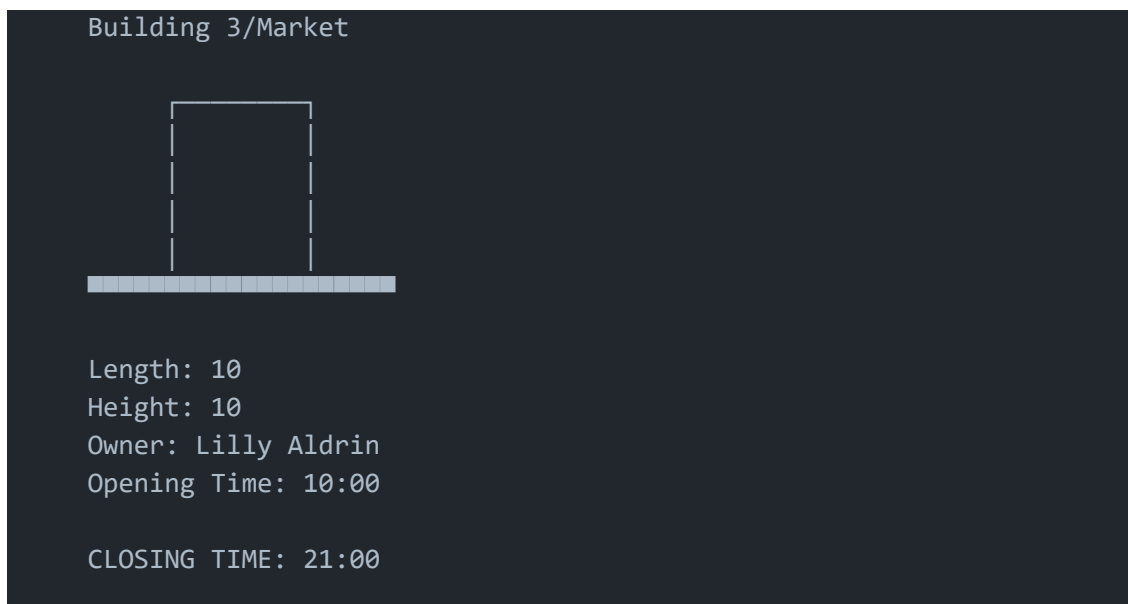 Building 3/Market
Length: 10
Height: 10
Owner: Lilly Aldrin
Opening Time: 10:00
CLOSING TIME: 21:00